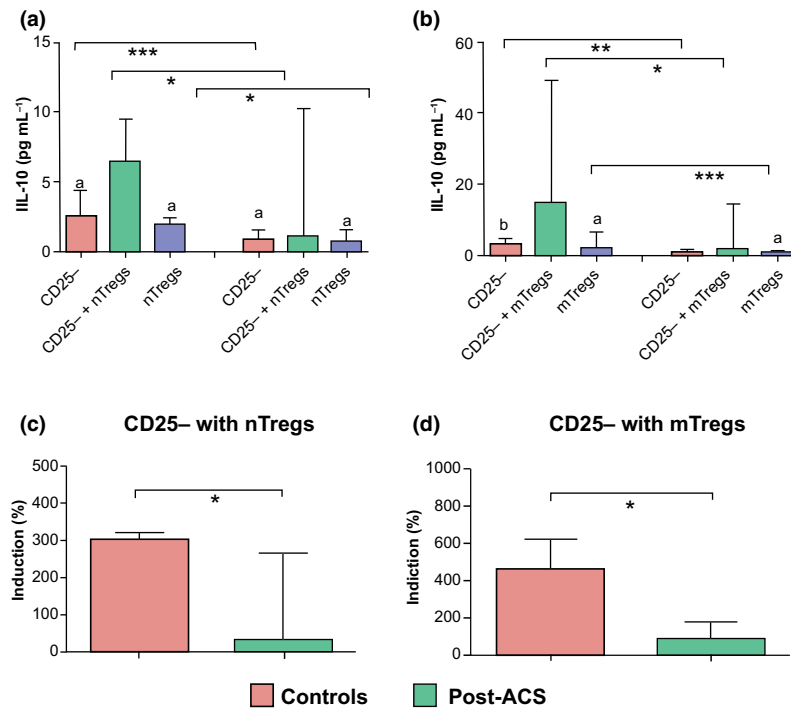 (a)
15
10
5
0
IIL-10 (pg mL⁻¹)
***
*
*
a
a
a
a
CD25–
CD25– + nTregs
nTregs
CD25–
CD25– + nTregs
nTregs
(b)
60
40
20
0
IIL-10 (pg mL⁻¹)
**
*
***
b
a
a
CD25–
CD25– + mTregs
mTregs
CD25–
CD25– + mTregs
mTregs
(c)
CD25– with nTregs
500
400
300
200
100
0
Induction (%)
*
(d)
CD25– with mTregs
1000
800
600
400
200
0
Indiction (%)
*
Controls
Post-ACS